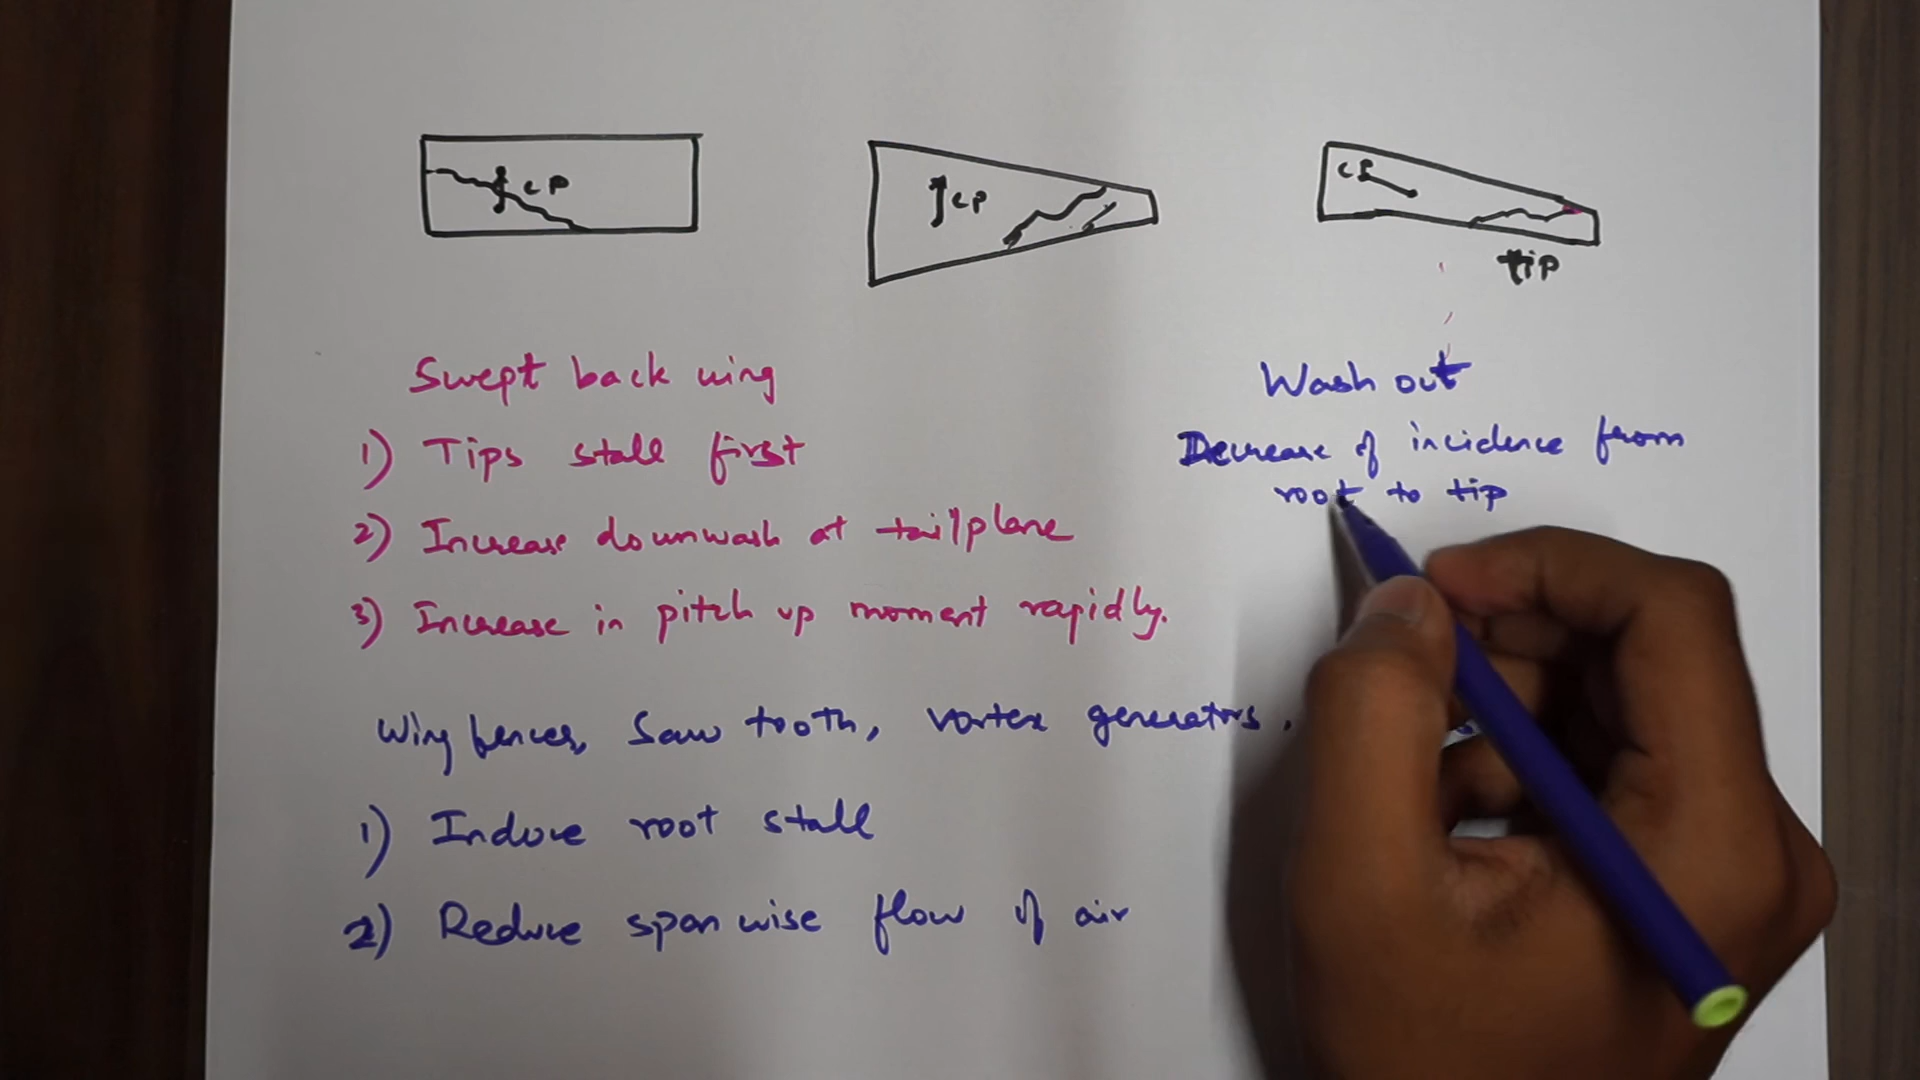 CP
CP
CP
tip
Swept back wing
1) Tips stall first
2) Increase downwash at tailplane
3) Increase in pitch up moment rapidly.
Wash out
Decrease of incidence from
root to tip
Wing fences, Saw tooth, vortex generators,
1) Induce root stall
2) Reduce spanwise flow of air